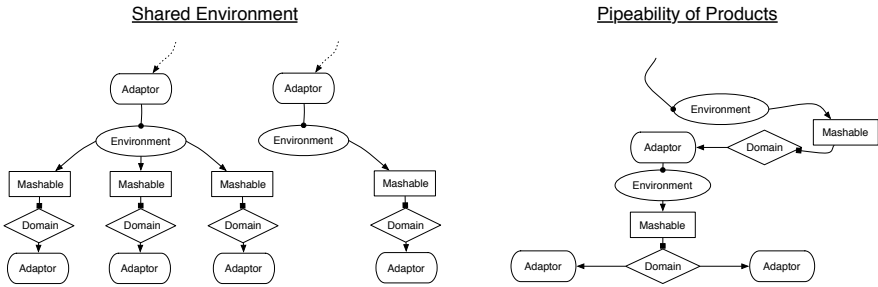 Shared Environment
Pipeability of Products
Adaptor
Adaptor
Environment
Environment
Mashable
Mashable
Mashable
Mashable
Domain
Domain
Domain
Domain
Adaptor
Adaptor
Adaptor
Adaptor
Environment
Mashable
Adaptor
Domain
Environment
Mashable
Adaptor
Domain
Adaptor